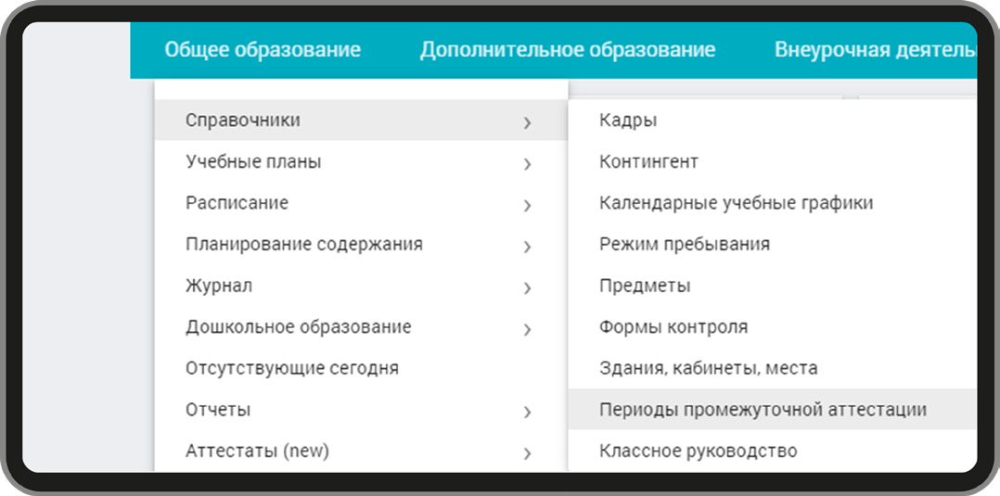 Общее образование
Дополнительное образование
Внеурочная деятель
Справочники
Учебные планы
Расписание
Планирование содержания
Журнал
Дошкольное образование
Отсутствующие сегодня
Отчеты
Аттестаты (new)
Кадры
Контингент
Календарные учебные графики
Режим пребывания
Предметы
Формы контроля
Здания, кабинеты, места
Периоды промежуточной аттестации
Классное руководство